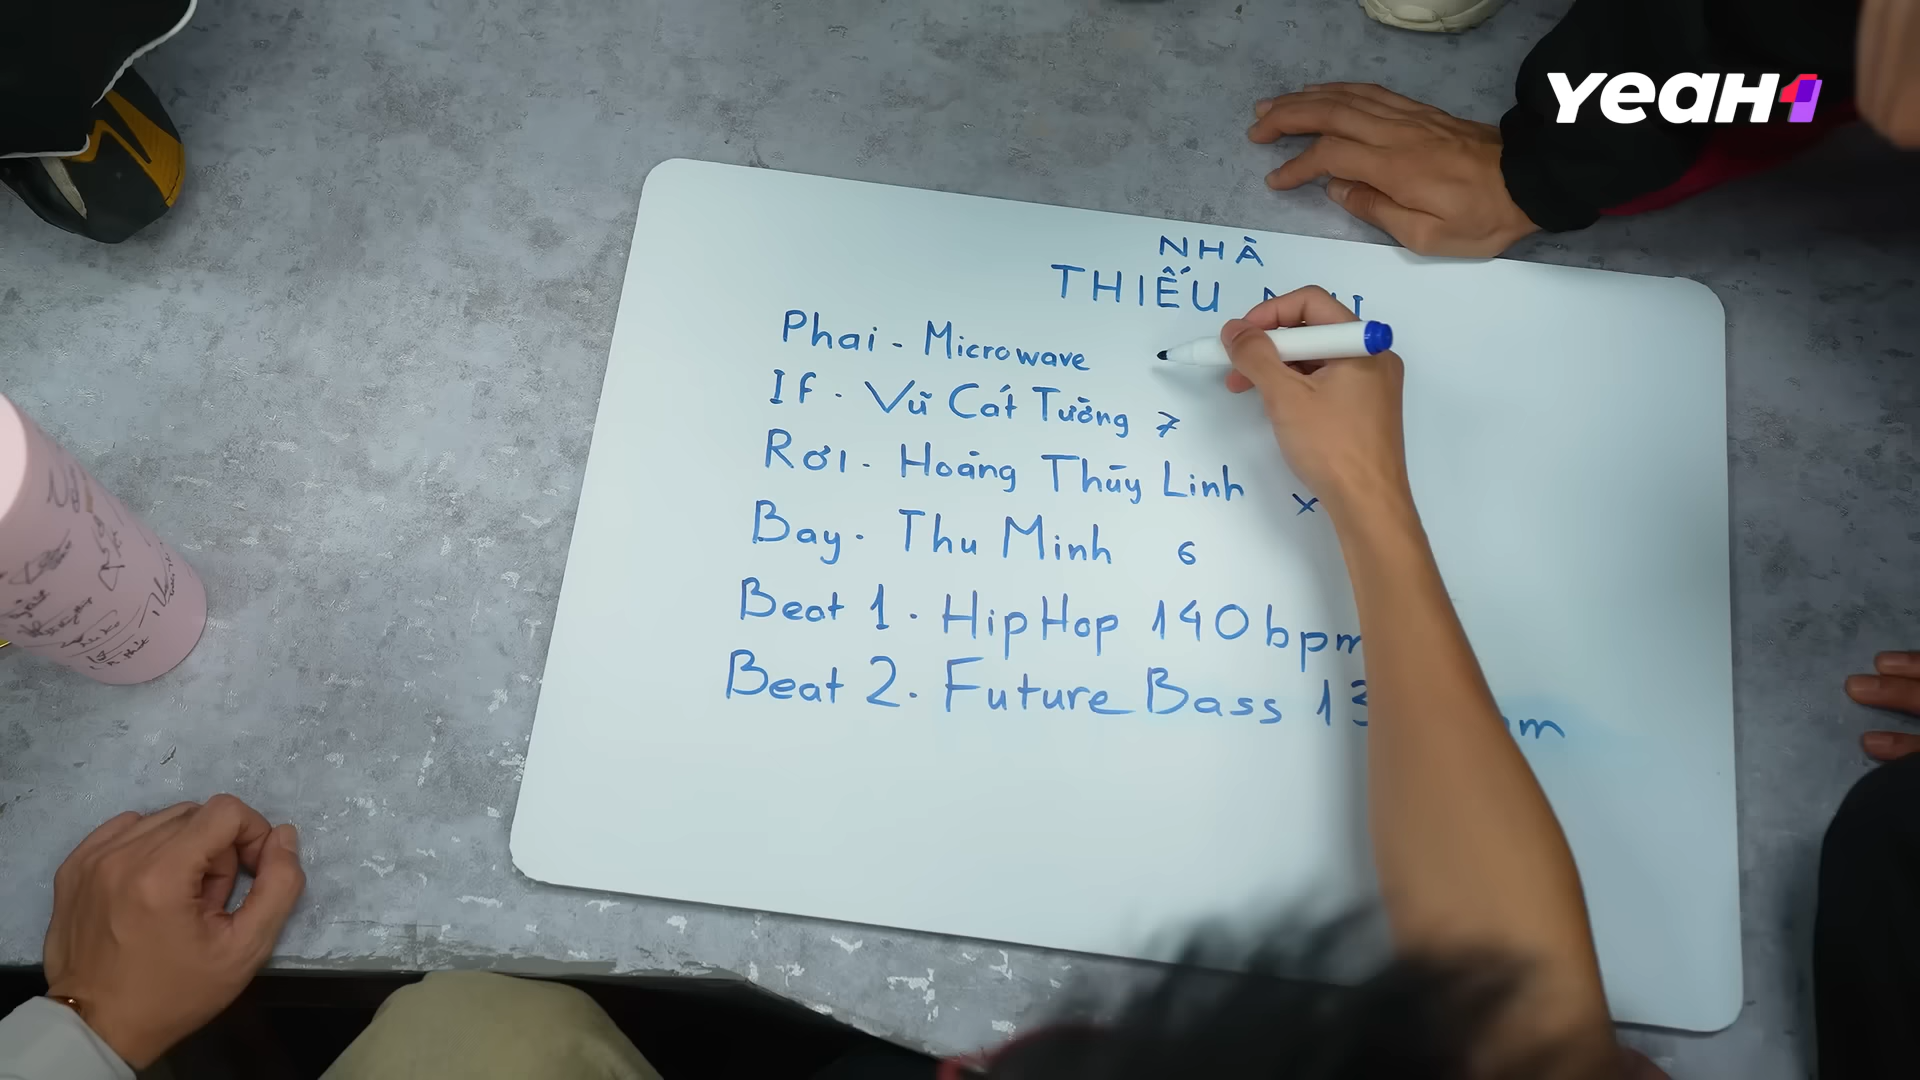 YEAH1
NHÀ
THIẾU
Phai - Microwave
If - Vũ Cát Tường 7
Rơi - Hoàng Thùy Linh x
Bay - Thu Minh 6
Beat 1 - HipHop 140 bpm
Beat 2 - Future Bass